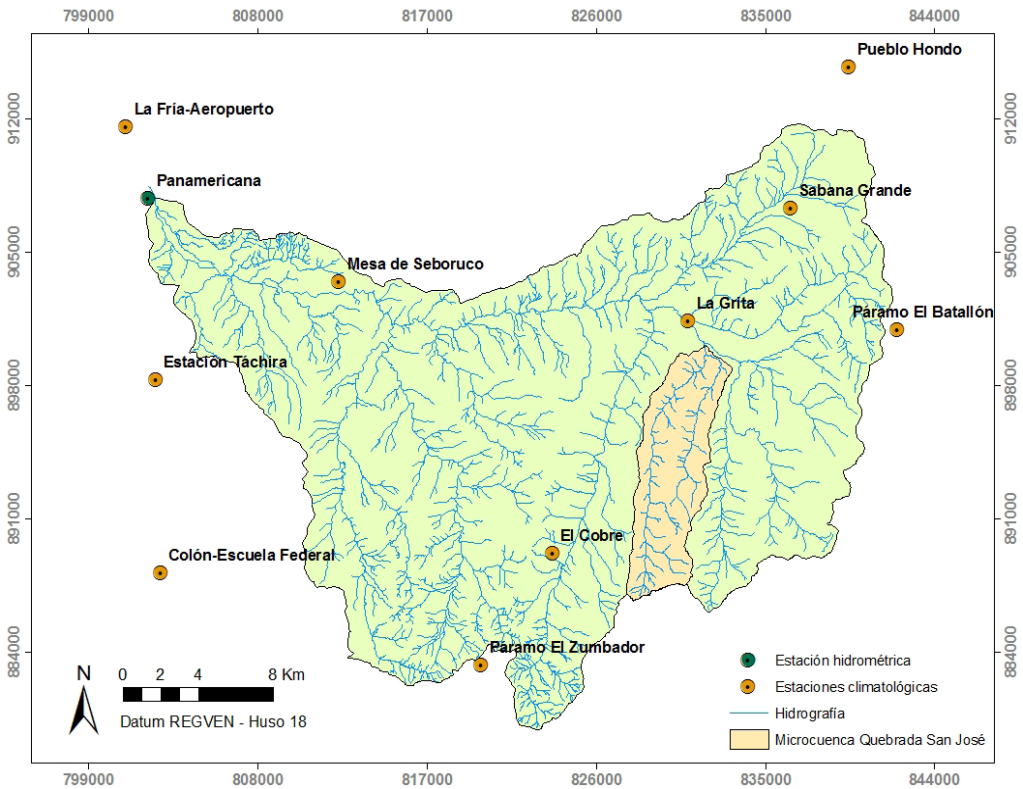 799000 808000 817000 826000 835000 844000
Pueblo Hondo
La Fría-Aeropuerto
912000 912000
Panamericana
Sabana Grande
905000 905000
Mesa de Seboruco
La Grita
Páramo El Batallón
Estación Táchira
898000 898000
891000 891000
El Cobre
Colón-Escuela Federal
884000 884000
Páramo El Zumbador
N
0 2 4 8 Km
Datum REGVEN - Huso 18
Estación hidrométrica
Estaciones climatológicas
Hidrografía
Microcuenca Quebrada San José
799000 808000 817000 826000 835000 844000